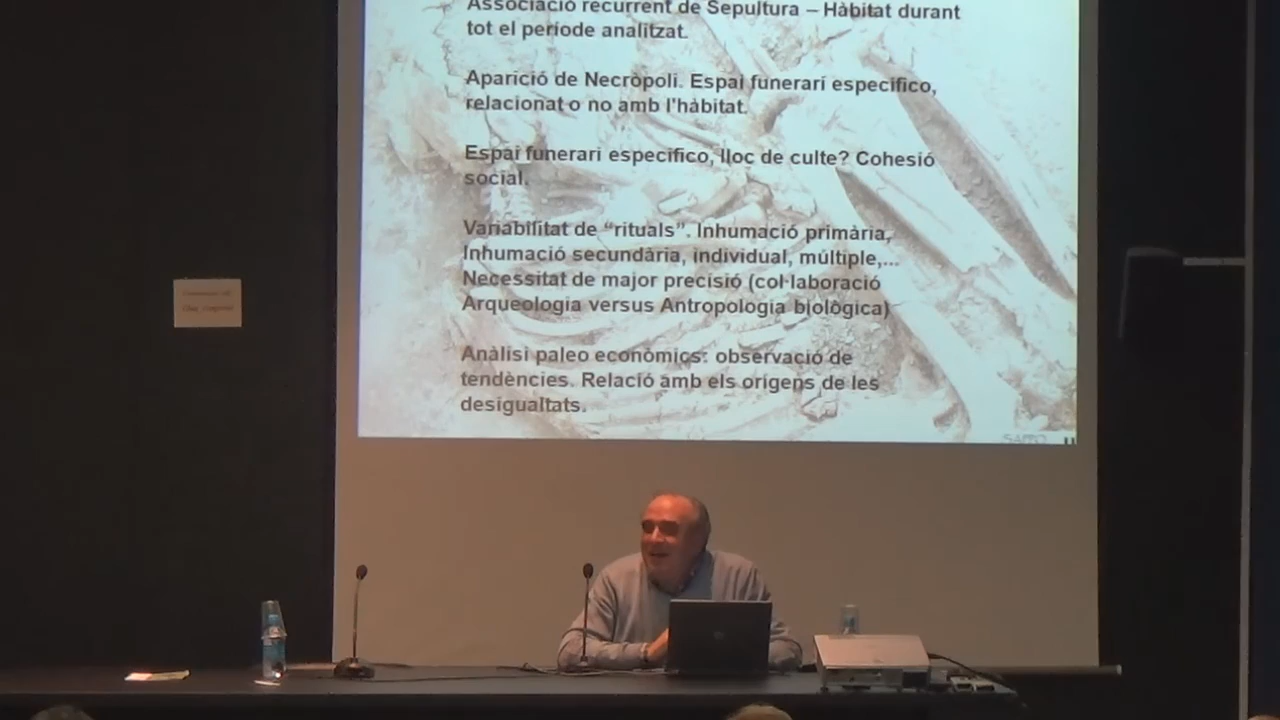 Associació recurrent de Sepultura – Hàbitat durant
tot el període analitzat.
Aparició de Necròpoli. Espai funerari especifico,
relacionat o no amb l'hàbitat.
Espai funerari especifico, lloc de culte? Cohesió
social.
Variabilitat de “rituals”. Inhumació primària,
Inhumació secundària, individual, múltiple,...
Necessitat de major precisió (col·laboració
Arqueologia versus Antropologia biològica)
Anàlisi paleo econòmics: observació de
tendències. Relació amb els orígens de les
desigualtats.